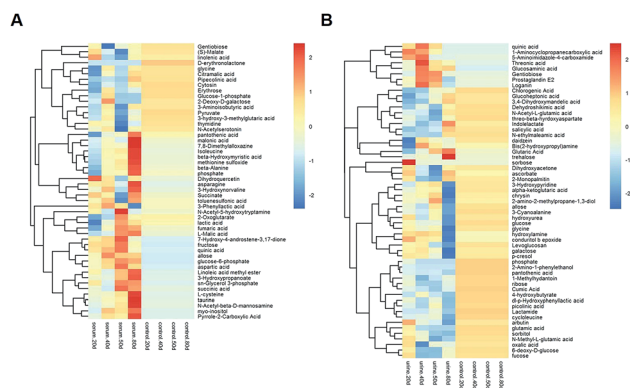 A
Gentiobiose
(S)-Malate
linolenic acid
D-erythronolactone
glycine
Citramalic acid
Pipecolinic acid
Cytosin
Erythrose
Glucose-1-phosphate
2-Deoxy-D-galactose
3-Aminoisobutyric acid
Pyruvate
3-hydroxy-3-methylglutaric acid
thymidine
N-Acetylserotonin
pantothenic acid
malonic acid
7,8-Dimethylalloxazine
Isoleucine
beta-Hydroxymyristic acid
methionine sulfoxide
beta-Alanine
phosphate
Dihydroquercetin
asparagine
3-Hydroxynorvaline
Succinate
toluenesulfonic acid
3-Phenyllactic acid
N-Acetyl-5-hydroxytryptamine
2-Oxoglutarate
lactic acid
fumaric acid
L-Malic acid
7-Hydroxy-4-androstene-3,17-dione
fructose
quinic acid
allose
glucose-6-phosphate
aspartic acid
Linoleic acid methyl ester
3-Hydroxypropanoate
sn-Glycerol 3-phosphate
succinic acid
L-cysteine
taurine
N-Acetyl-beta-D-mannosamine
myo-inositol
Pyrrole-2-Carboxylic Acid
serum.20d
serum.40d
serum.50d
serum.80d
control.20d
control.40d
control.50d
control.80d
2
1
0
-1
-2
B
quinic acid
1-Aminocyclopropanecarboxylic acid
5-Aminoimidazole-4-carboxamide
Threonic acid
Glucosaminic acid
Gentiobiose
Prostaglandin E2
Loganin
Chlorogenic Acid
Glucoheptonic acid
3,4-Dihydroxymandelic acid
Dehydroshikimic acid
N-Acetyl-L-glutamic acid
threo-beta-hydroxyaspartate
Indolelactate
salicylic acid
N-ethylmaleamic acid
daidzein
Bis(2-hydroxypropyl)amine
Glutaric Acid
trehalose
sorbose
Dihydroxyacetone
ascorbate
2-Monopalmitin
3-Hydroxypyridine
alpha-ketoglutaric acid
chrysin
2-amino-2-methylpropane-1,3-diol
allose
3-Cyanoalanine
hydroxyurea
glucose
glycine
hydroxylamine
conduritol b epoxide
Levoglucosan
galactose
p-cresol
phosphate
2-Amino-1-phenylethanol
pantothenic acid
1-Methylhydantoin
ribose
Cumic Acid
4-hydroxybutyrate
dl-p-Hydroxyphenyllactic acid
picolinic acid
Lactamide
cycloleucine
arbutin
glutamic acid
sorbitol
N-Methyl-L-glutamic acid
oxalic acid
6-deoxy-D-glucose
fucose
urine.20d
urine.40d
urine.50d
urine.80d
control.20d
control.40d
control.50d
control.80d
2
1
0
-1
-2